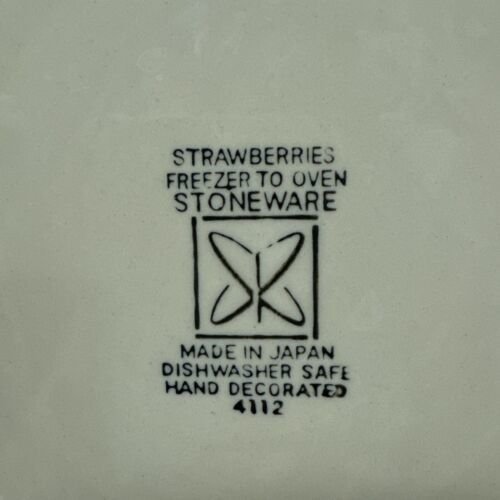 STRAWBERRIES
FREEZER TO OVEN
STONEWARE
MADE IN JAPAN
DISHWASHER SAFE
HAND DECORATED
4112